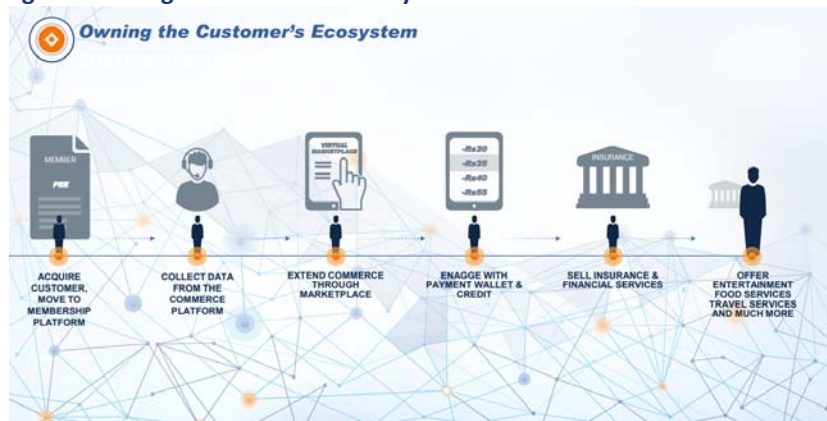 Owning the Customer's Ecosystem
MEMBER
VIRTUAL
MARKETPLACE
-Rs20
-Rs25
-Rs40
-Rs55
INSURANCE
ACQUIRE
CUSTOMER,
MOVE TO
MEMBERSHIP
PLATFORM
COLLECT DATA
FROM THE
COMMERCE
PLATFORM
EXTEND COMMERCE
THROUGH
MARKETPLACE
ENAGGE WITH
PAYMENT WALLET &
CREDIT
SELL INSURANCE &
FINANCIAL SERVICES
OFFER
ENTERTAINMENT
FOOD SERVICES
TRAVEL SERVICES
AND MUCH MORE